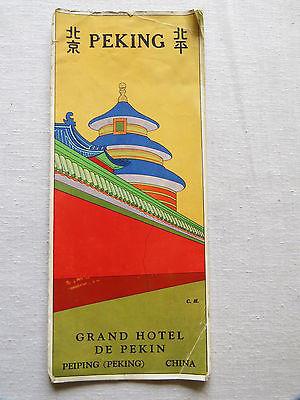 北京 PEKING 北平
C. H.
GRAND HOTEL
DE PEKIN
PEIPING (PEKING) CHINA